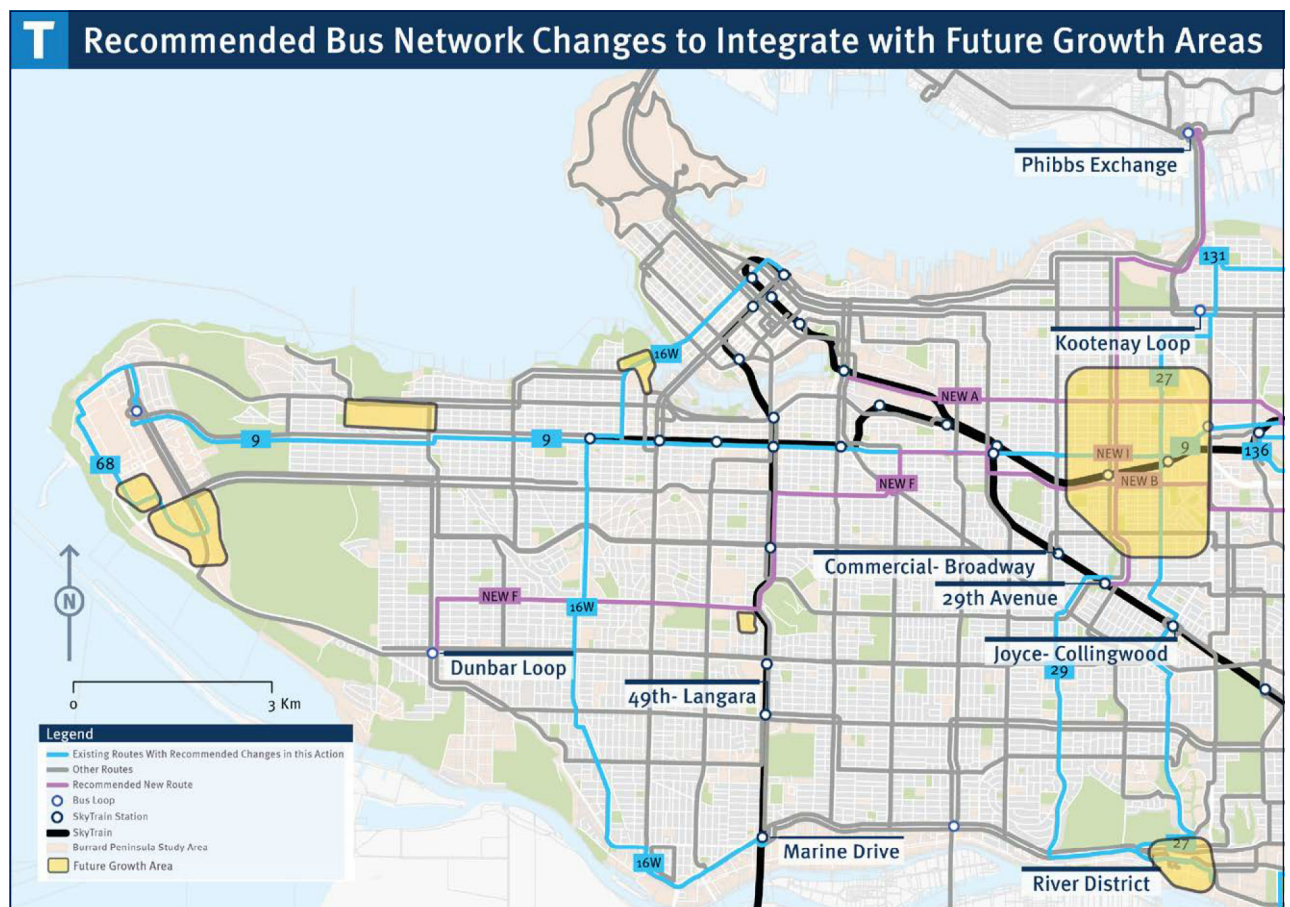 T Recommended Bus Network Changes to Integrate with Future Growth Areas
Phibbs Exchange
131
Kootenay Loop
16W
27
NEW A
9
9
NEW I
9
136
68
NEW F
NEW B
Commercial- Broadway
29th Avenue
NEW F
16W
N
Joyce- Collingwood
Dunbar Loop
29
49th- Langara
0 3 Km
Legend
Existing Routes With Recommended Changes in this Action
Other Routes
Recommended New Route
Bus Loop
SkyTrain Station
SkyTrain
Burrard Peninsula Study Area
Future Growth Area
Marine Drive
27
16W
River District